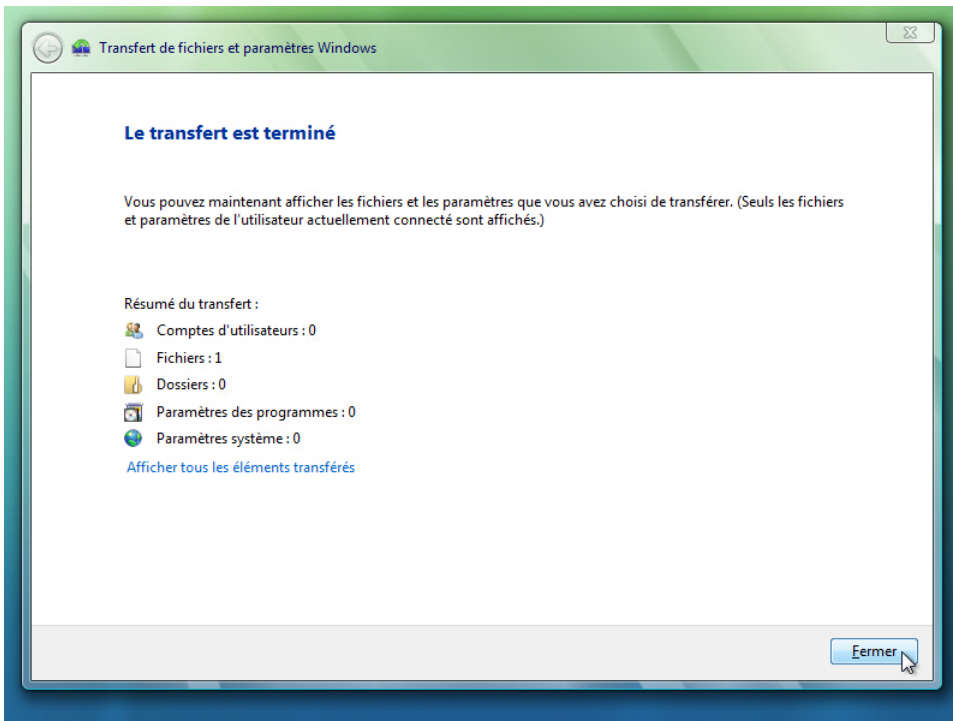 Transfert de fichiers et paramètres Windows
Le transfert est terminé
Vous pouvez maintenant afficher les fichiers et les paramètres que vous avez choisi de transférer. (Seuls les fichiers
et paramètres de l'utilisateur actuellement connecté sont affichés.)
Résumé du transfert :
Comptes d'utilisateurs : 0
Fichiers : 1
Dossiers : 0
Paramètres des programmes : 0
Paramètres système : 0
Afficher tous les éléments transférés
Fermer